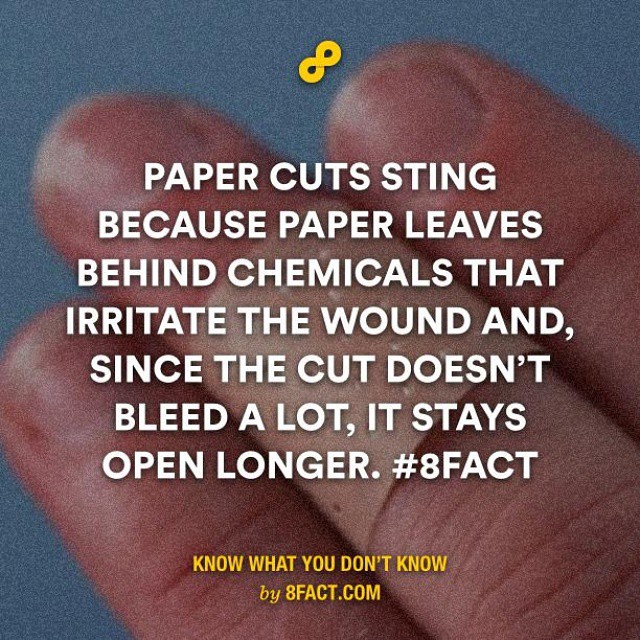 PAPER CUTS STING
BECAUSE PAPER LEAVES
BEHIND CHEMICALS THAT
IRRITATE THE WOUND AND,
SINCE THE CUT DOESN'T
BLEED A LOT, IT STAYS
OPEN LONGER. #8FACT
KNOW WHAT YOU DON'T KNOW
by 8FACT.COM